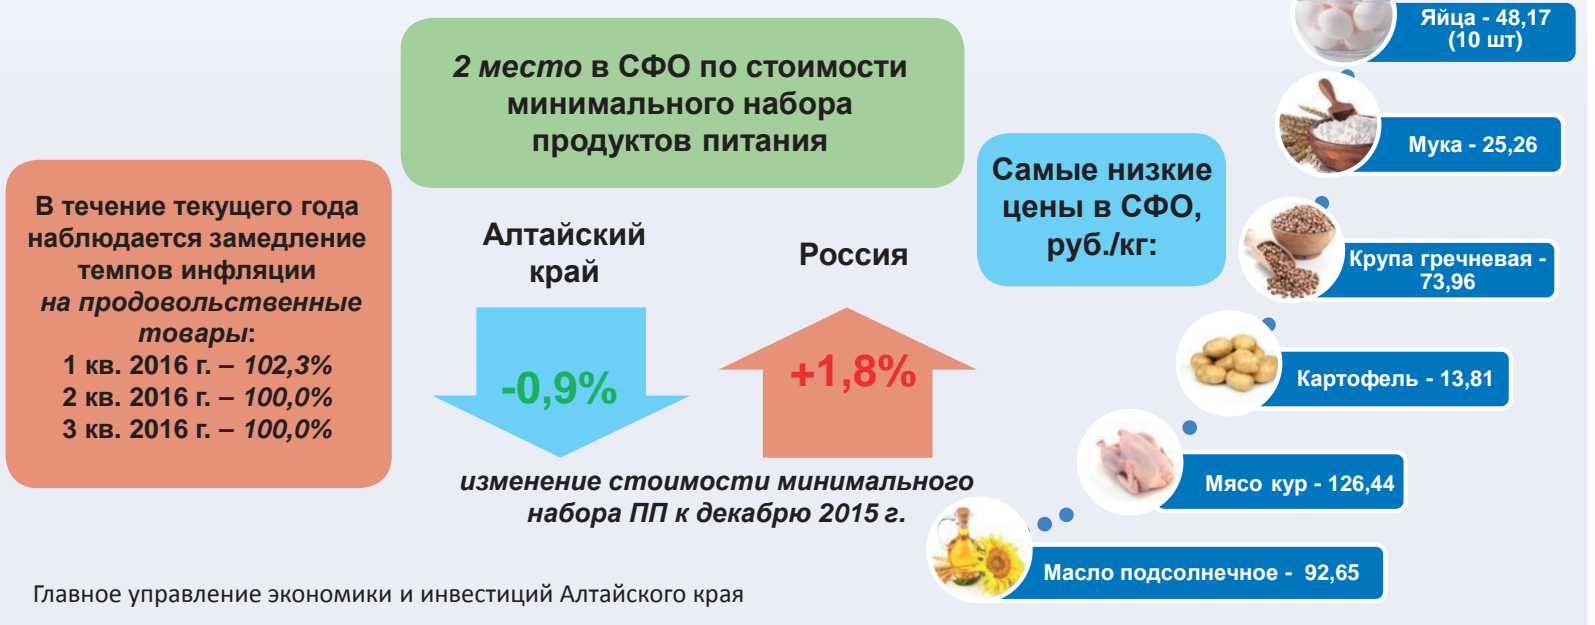 2 место в СФО по стоимости
минимального набора
продуктов питания
В течение текущего года
наблюдается замедление
темпов инфляции
на продовольственные
товары:
1 кв. 2016 г. – 102,3%
2 кв. 2016 г. – 100,0%
3 кв. 2016 г. – 100,0%
Алтайский
край
-0,9%
Россия
+1,8%
изменение стоимости минимального
набора ПП к декабрю 2015 г.
Самые низкие
цены в СФО,
руб./кг:
Яйца - 48,17
(10 шт)
Мука - 25,26
Крупа гречневая -
73,96
Картофель - 13,81
Мясо кур - 126,44
Масло подсолнечное - 92,65
Главное управление экономики и инвестиций Алтайского края